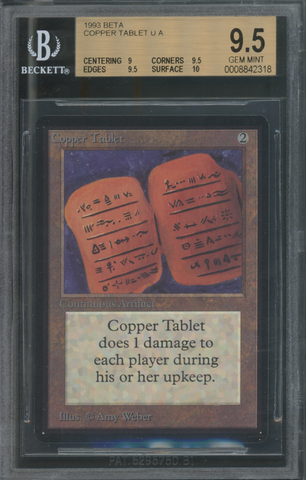 1993 BETA
COPPER TABLET U A
CENTERING 9 CORNERS 9.5
EDGES 9.5 SURFACE 10
9.5
GEM MINT
0008842318
BECKETT
Copper Tablet 2
Continuous Artifact
Copper Tablet
does 1 damage to
each player during
his or her upkeep.
Illus. © Amy Weber